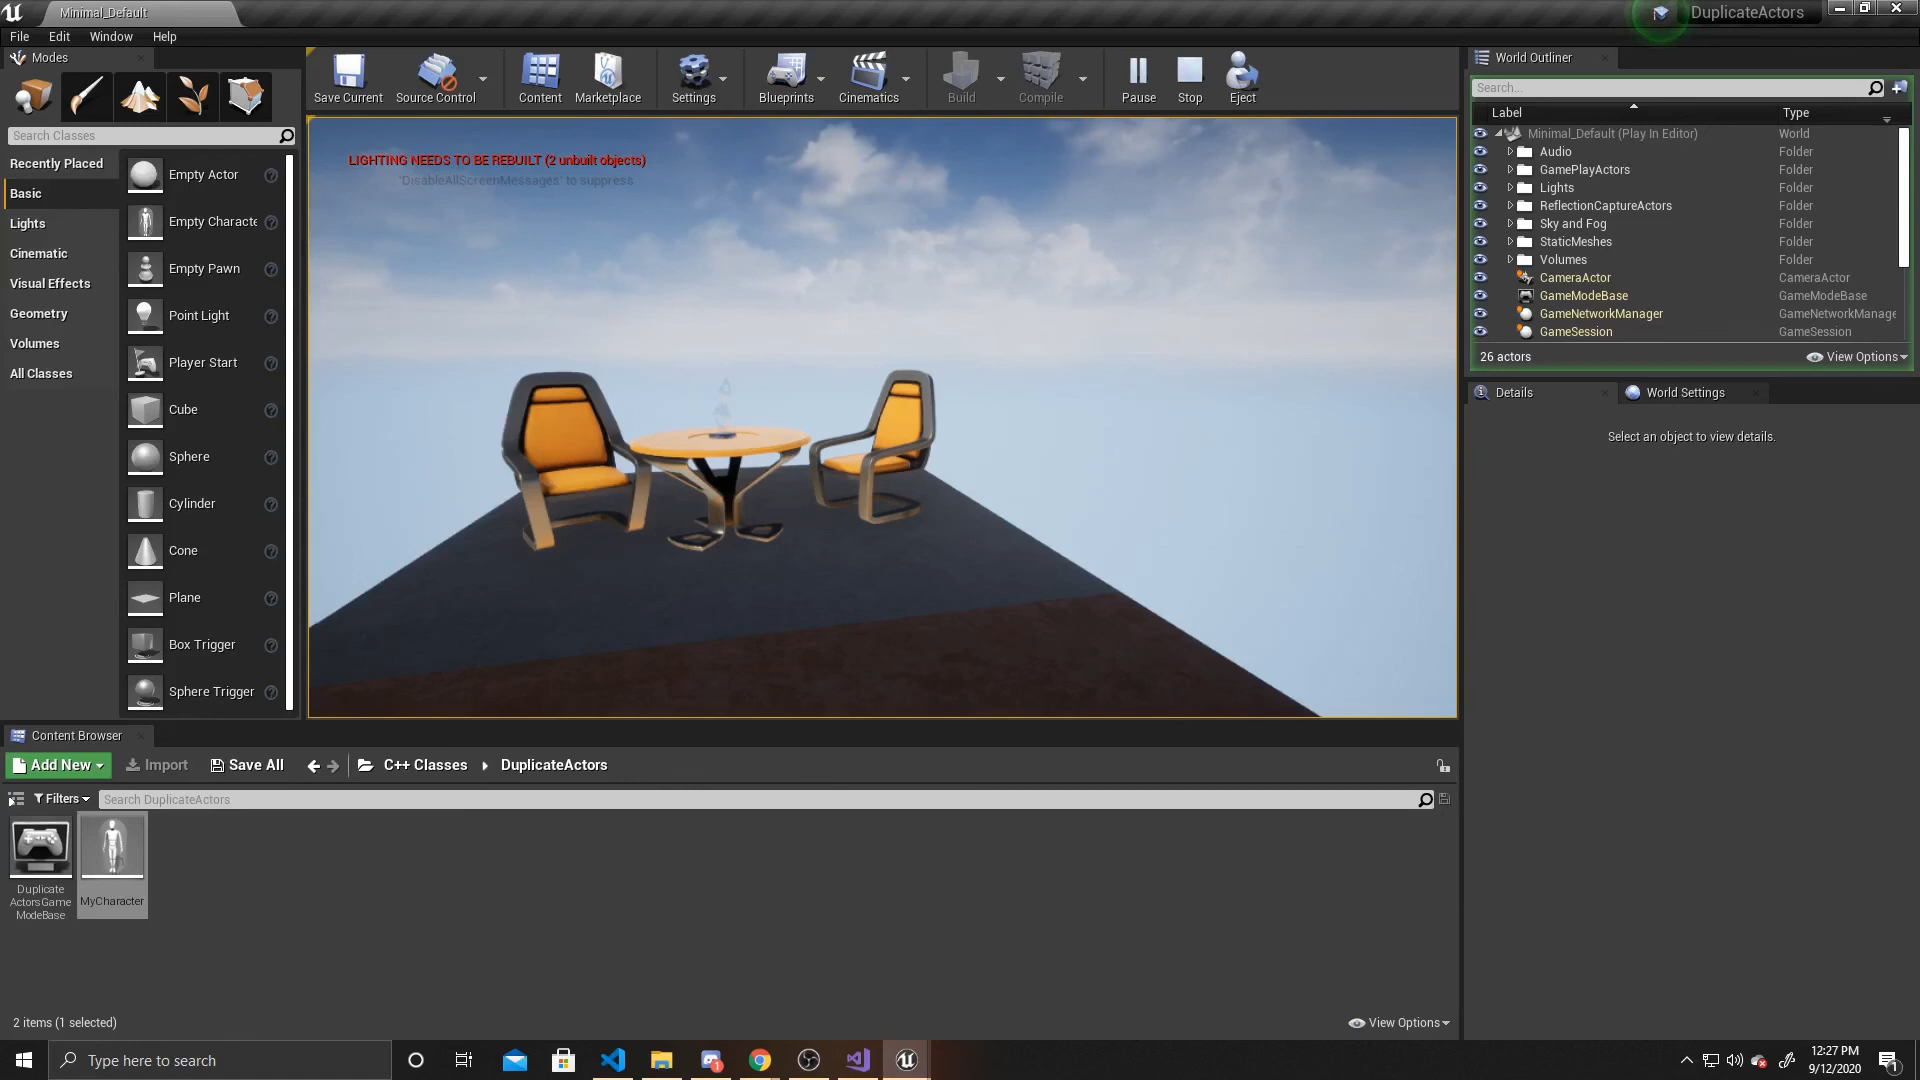 Minimal_Default
DuplicateActors
File
Edit
Window
Help
Modes
Search Classes
Recently Placed
Basic
Lights
Cinematic
Visual Effects
Geometry
Volumes
All Classes
Empty Actor
Empty Characte
Empty Pawn
Point Light
Player Start
Cube
Sphere
Cylinder
Cone
Plane
Box Trigger
Sphere Trigger
Save Current
Source Control
Content
Marketplace
Settings
Blueprints
Cinematics
Build
Compile
Pause
Stop
Eject
LIGHTING NEEDS TO BE REBUILT (2 unbuilt objects)
'DisableAllScreenMessages' to suppress
World Outliner
Search...
Label Type
Minimal_Default (Play In Editor) World
Audio Folder
GamePlayActors Folder
Lights Folder
ReflectionCaptureActors Folder
Sky and Fog Folder
StaticMeshes Folder
Volumes Folder
CameraActor CameraActor
GameModeBase GameModeBase
GameNetworkManager GameNetworkManage
GameSession GameSession
26 actors
View Options
Details
World Settings
Select an object to view details.
Content Browser
Add New
Import
Save All
C++ Classes
DuplicateActors
Filters
Search DuplicateActors
Duplicate
ActorsGame
ModeBase
MyCharacter
2 items (1 selected)
View Options
Type here to search
12:27 PM
9/12/2020
1
1